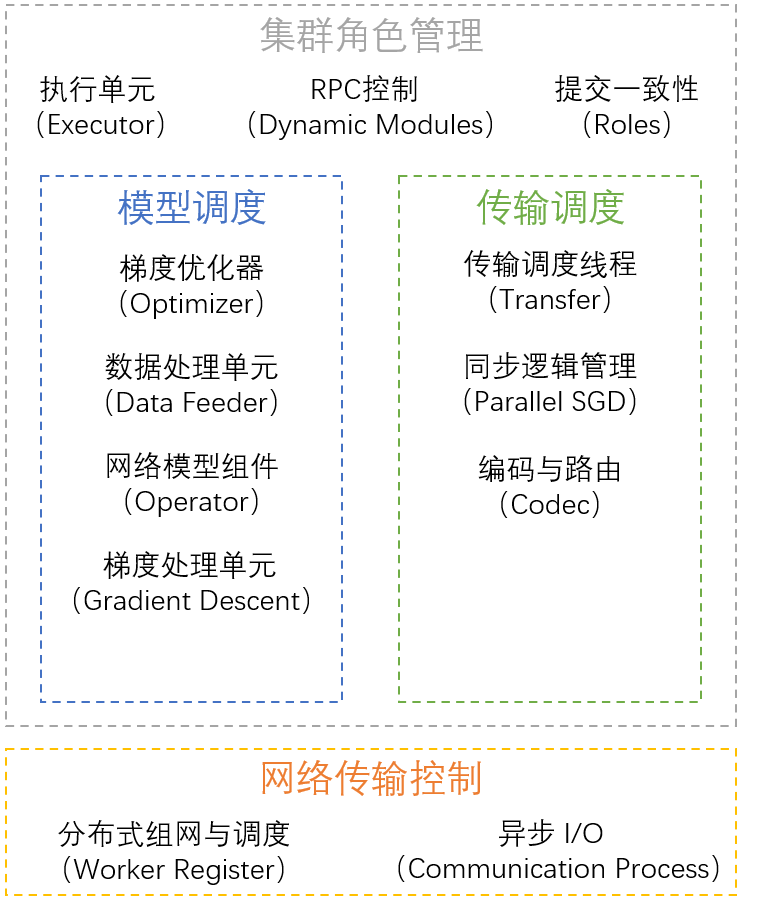 集群角色管理
执行单元
（Executor）
RPC控制
（Dynamic Modules）
提交一致性
（Roles）
模型调度
梯度优化器
（Optimizer）
数据处理单元
（Data Feeder）
网络模型组件
（Operator）
梯度处理单元
（Gradient Descent）
传输调度
传输调度线程
（Transfer）
同步逻辑管理
（Parallel SGD）
编码与路由
（Codec）
网络传输控制
分布式组网与调度
（Worker Register）
异步 I/O
（Communication Process）